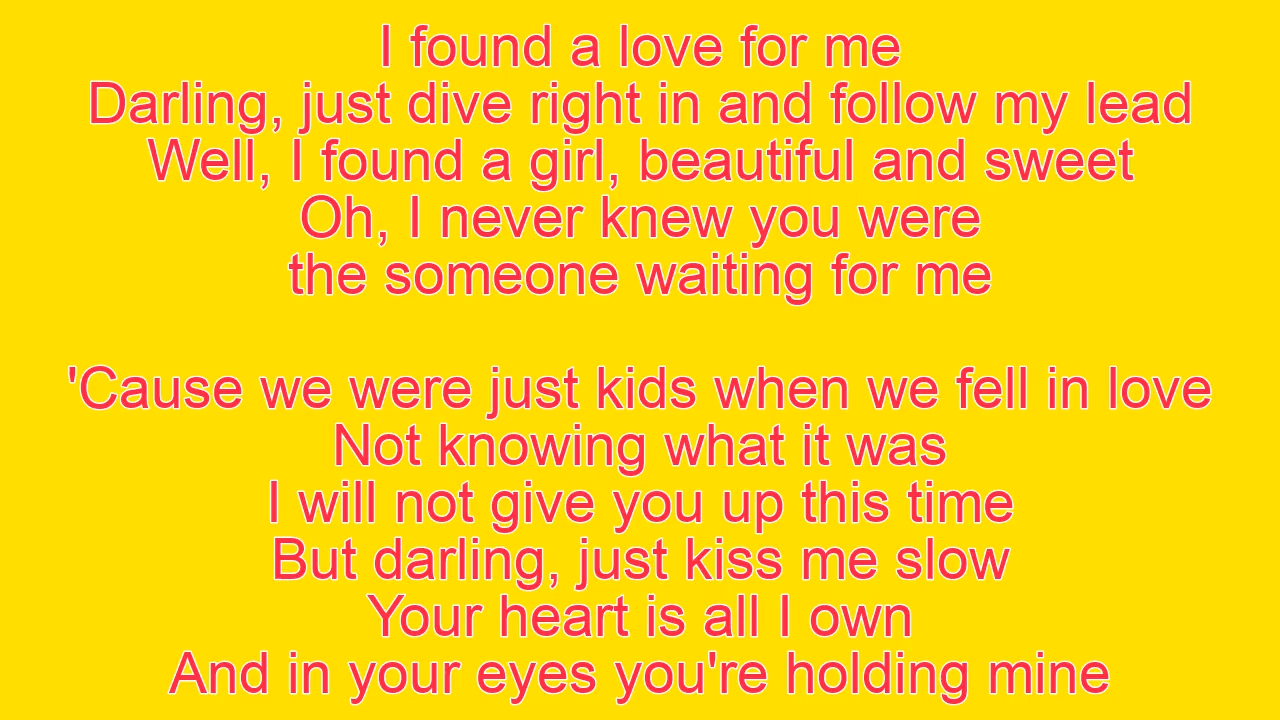 I found a love for me
Darling, just dive right in and follow my lead
Well, I found a girl, beautiful and sweet
Oh, I never knew you were
the someone waiting for me
'Cause we were just kids when we fell in love
Not knowing what it was
I will not give you up this time
But darling, just kiss me slow
Your heart is all I own
And in your eyes you're holding mine